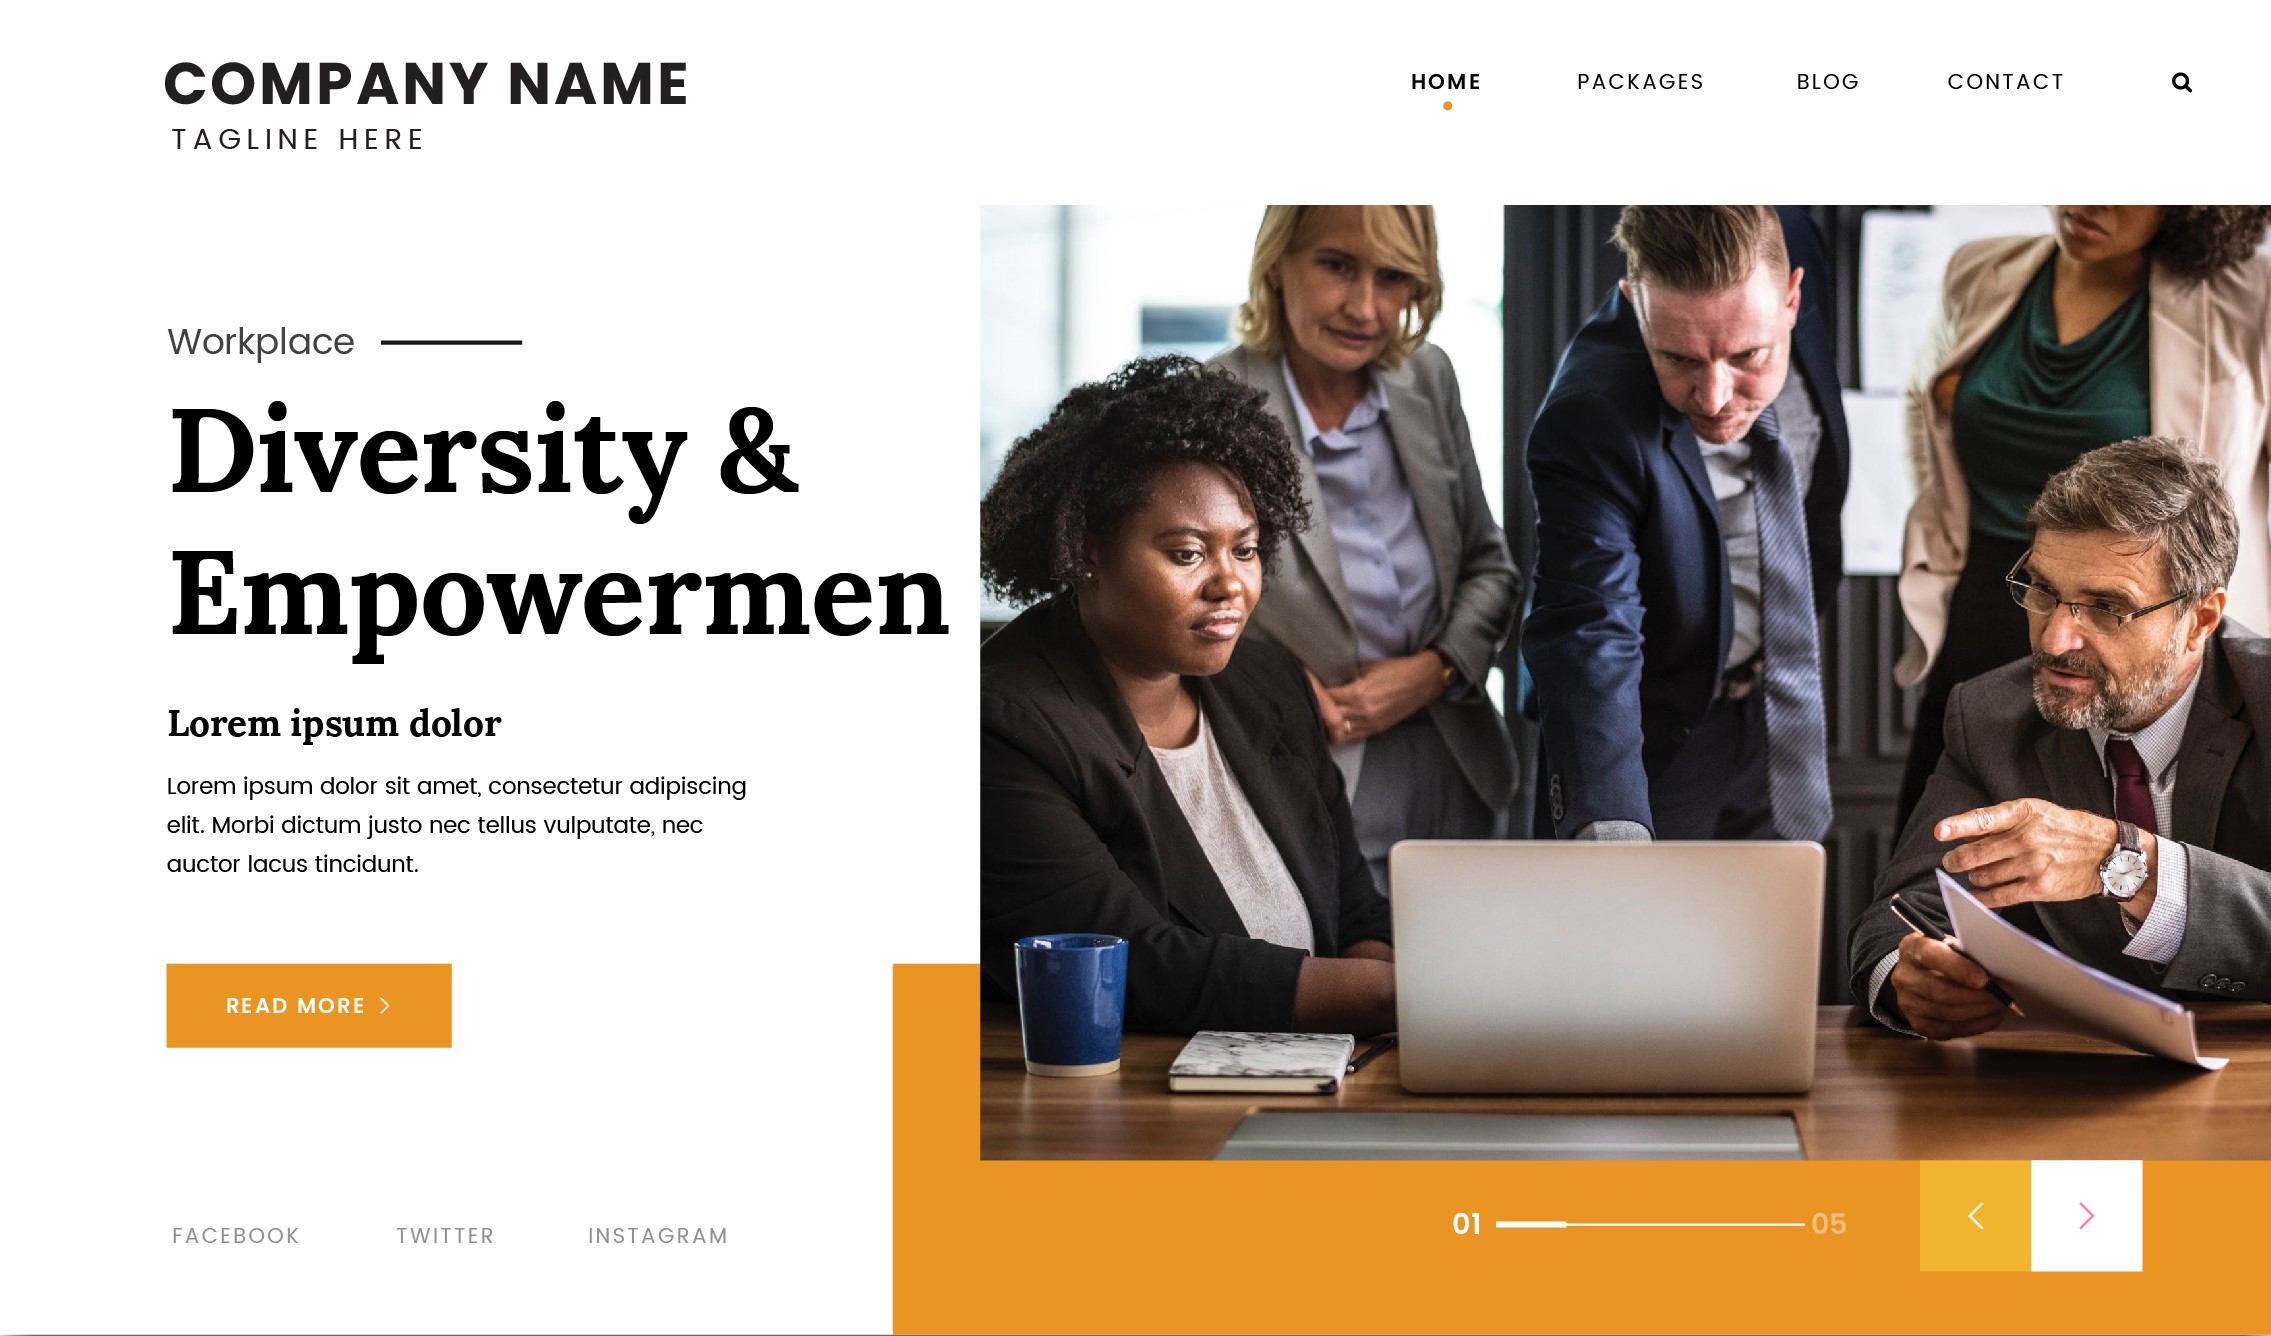 COMPANY NAME
TAGLINE HERE
HOME PACKAGES BLOG CONTACT
Workplace
Diversity &
Empowermen
Lorem ipsum dolor
Lorem ipsum dolor sit amet, consectetur adipiscing
elit. Morbi dictum justo nec tellus vulputate, nec
auctor lacus tincidunt.
READ MORE >
FACEBOOK TWITTER INSTAGRAM
01 05